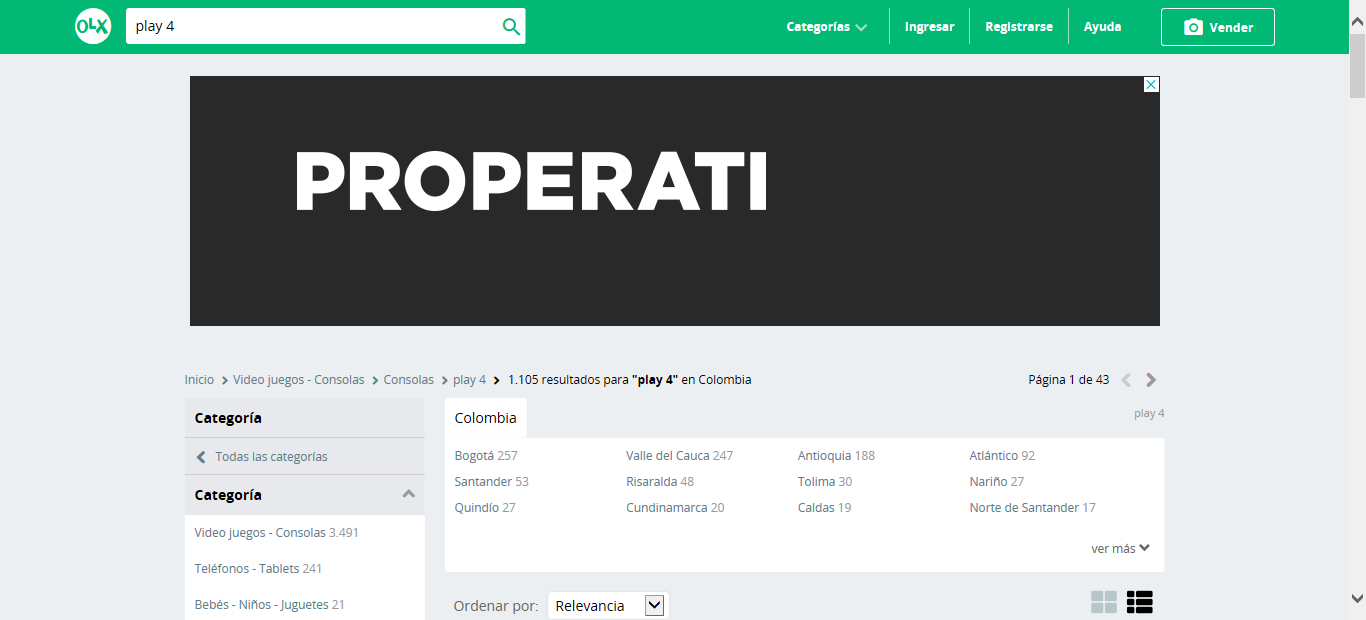 OLX play 4 Categorías Ingresar Registrarse Ayuda Vender
PROPERATI
Inicio Video juegos - Consolas Consolas play 4 1.105 resultados para "play 4" en Colombia Página 1 de 43
Categoría
Todas las categorías
Categoría
Video juegos - Consolas 3.491
Teléfonos - Tablets 241
Bebés - Niños - Juguetes 21
Colombia play 4
Bogotá 257 Valle del Cauca 247 Antioquia 188 Atlántico 92
Santander 53 Risaralda 48 Tolima 30 Nariño 27
Quindío 27 Cundinamarca 20 Caldas 19 Norte de Santander 17
ver más
Ordenar por: Relevancia